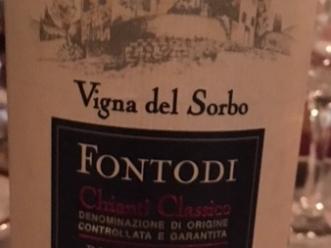 Vigna del Sorbo
FONTODI
Chianti Classico
DENOMINAZIONE DI ORIGINE
CONTROLLATA E GARANTITA